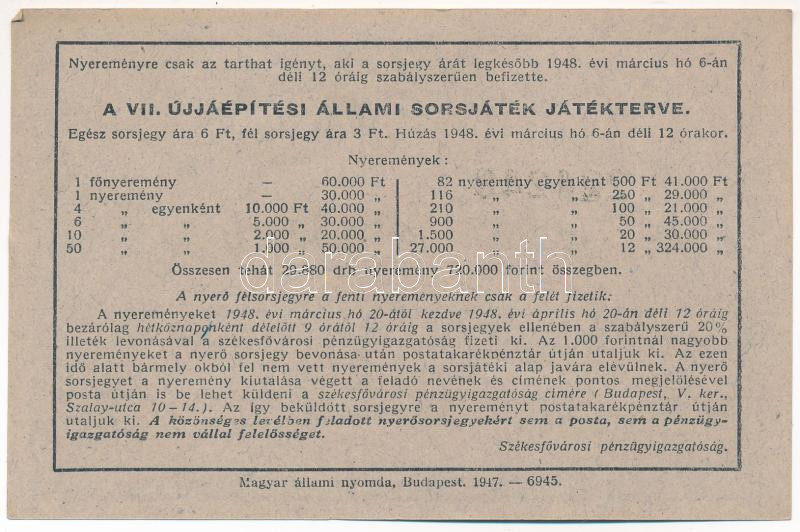 Nyereményre csak az tarthat igényt, aki a sorsjegy árát legkésőbb 1948. évi március hó 6-án
déli 12 óráig szabályszerűen befizette.
A VII. ÚJJÁÉPÍTÉSI ÁLLAMI SORSJÁTÉK JÁTÉKTERVE.
Egész sorsjegy ára 6 Ft, fél sorsjegy ára 3 Ft. Húzás 1948. évi március hó 6-án déli 12 órakor.
Nyeremények :
1 főnyeremény — 60.000 Ft 82 nyeremény egyenként 500 Ft 41.000 Ft
1 nyeremény — 30.000 „ 116 „ „ 250 „ 29.000 „
4 „ egyenként 10.000 Ft 40.000 „ 210 „ „ 100 „ 21.000 „
6 „ „ 5.000 „ 30.000 „ 900 „ „ 50 „ 45.000 „
10 „ „ 2.000 „ 20.000 „ 1.500 „ „ 20 „ 30.000 „
50 „ „ 1.000 „ 50.000 „ 27.000 „ „ 12 „ 324.000 „
darabanth
Összesen tehát 29.880 drb nyeremény 720.000 forint összegben.
A nyerő félsorsjegyre a fenti nyereményeknek csak a felét fizetik.
A nyereményeket 1948. évi március hó 20-ától kezdve 1948. évi április hó 20-án déli 12 óráig
bezárólag hétköznaponként délelőtt 9 órától 12 óráig a sorsjegyek ellenében a szabályszerű 20%
illeték levonásával a székesfővárosi pénzügyigazgatóság fizeti ki. Az 1.000 forintnál nagyobb
nyereményeket a nyerő sorsjegy bevonása után postatakarékpénztár útján utaljuk ki. Az ezen
idő alatt bármely okból fel nem vett nyeremények a sorsjátéki alap javára elévülnek. A nyerő
sorsjegyet a nyeremény kiutalása végett a feladó nevének és címének pontos megjelölésével
posta útján is be lehet küldeni a székesfővárosi pénzügyigazgatóság címére (Budapest, V. ker.,
Szalay-utca 10–14.). Az így beküldött sorsjegyre a nyereményt postatakarékpénztár útján
utaljuk ki. A közönséges levélben feladott nyerősorsjegyekért sem a posta, sem a pénzügy-
igazgatóság nem vállal felelősséget.
Székesfővárosi pénzügyigazgatóság.
Magyar állami nyomda, Budapest. 1947. — 6945.